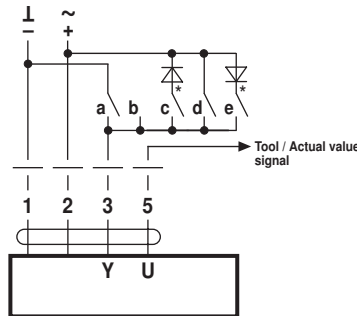 ⊥ ~
− +
a b c d e
* *
Tool / Actual value
signal
1 2 3 5
Y U